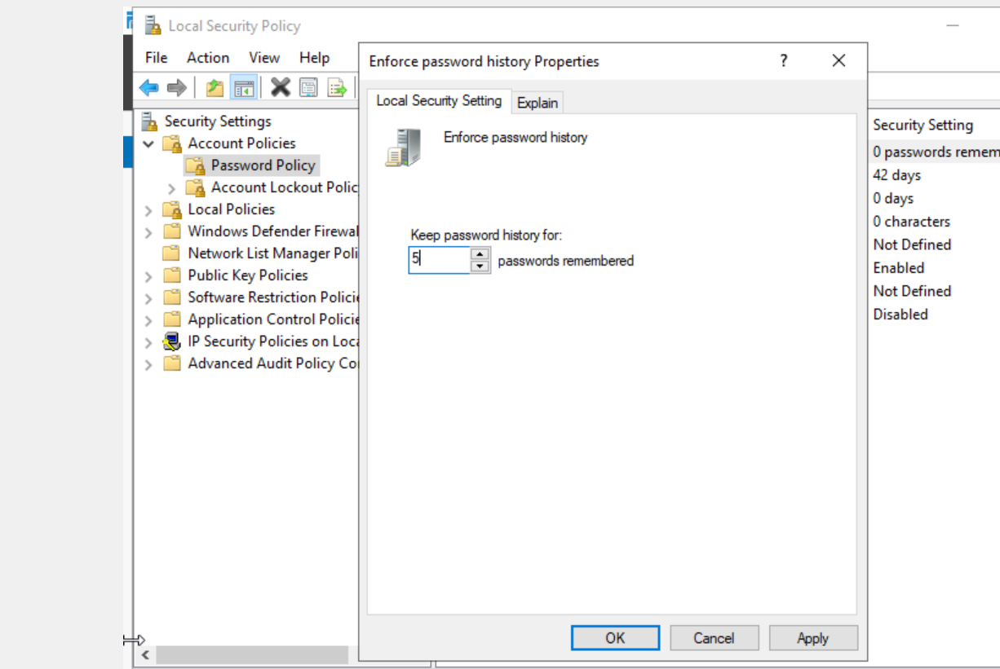 Local Security Policy
File Action View Help
Enforce password history Properties
?
Local Security Setting Explain
Enforce password history
Keep password history for:
5 passwords remembered
OK Cancel Apply
Security Settings
Account Policies
Password Policy
Account Lockout Polic
Local Policies
Windows Defender Firewal
Network List Manager Poli
Public Key Policies
Software Restriction Policie
Application Control Policie
IP Security Policies on Loca
Advanced Audit Policy Co
Security Setting
0 passwords remem
42 days
0 days
0 characters
Not Defined
Enabled
Not Defined
Disabled